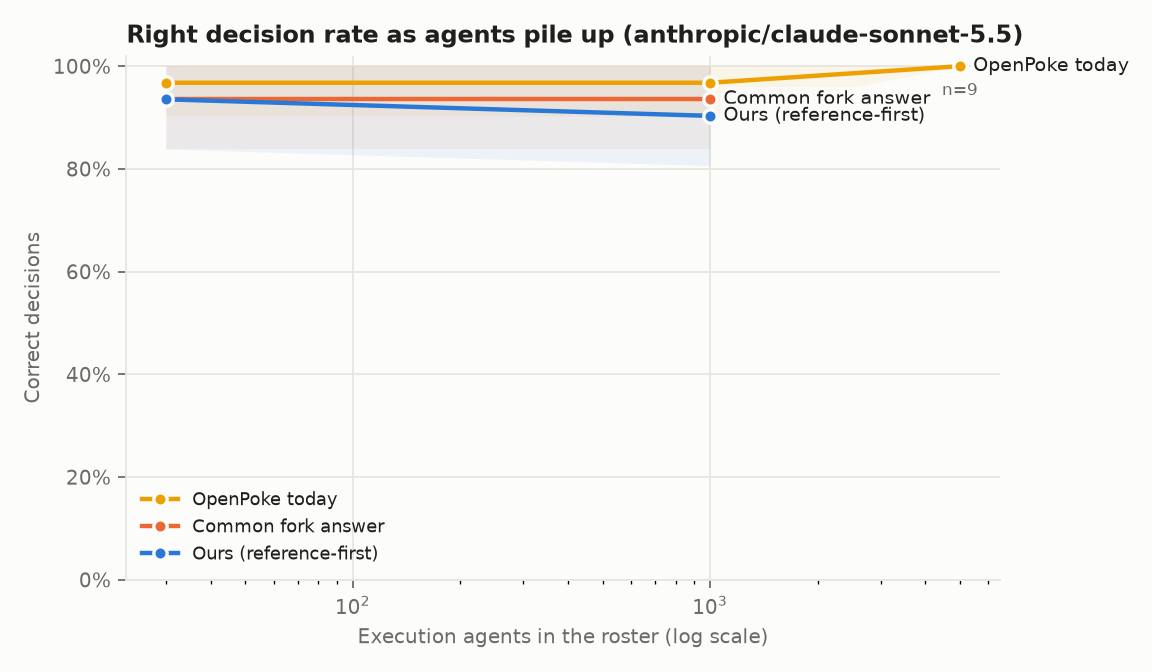 Right decision rate as agents pile up (anthropic/claude-sonnet-5.5)
100%
80%
60%
40%
20%
0%
Correct decisions
OpenPoke today
n=9
Common fork answer
Ours (reference-first)
OpenPoke today
Common fork answer
Ours (reference-first)
10²
10³
Execution agents in the roster (log scale)